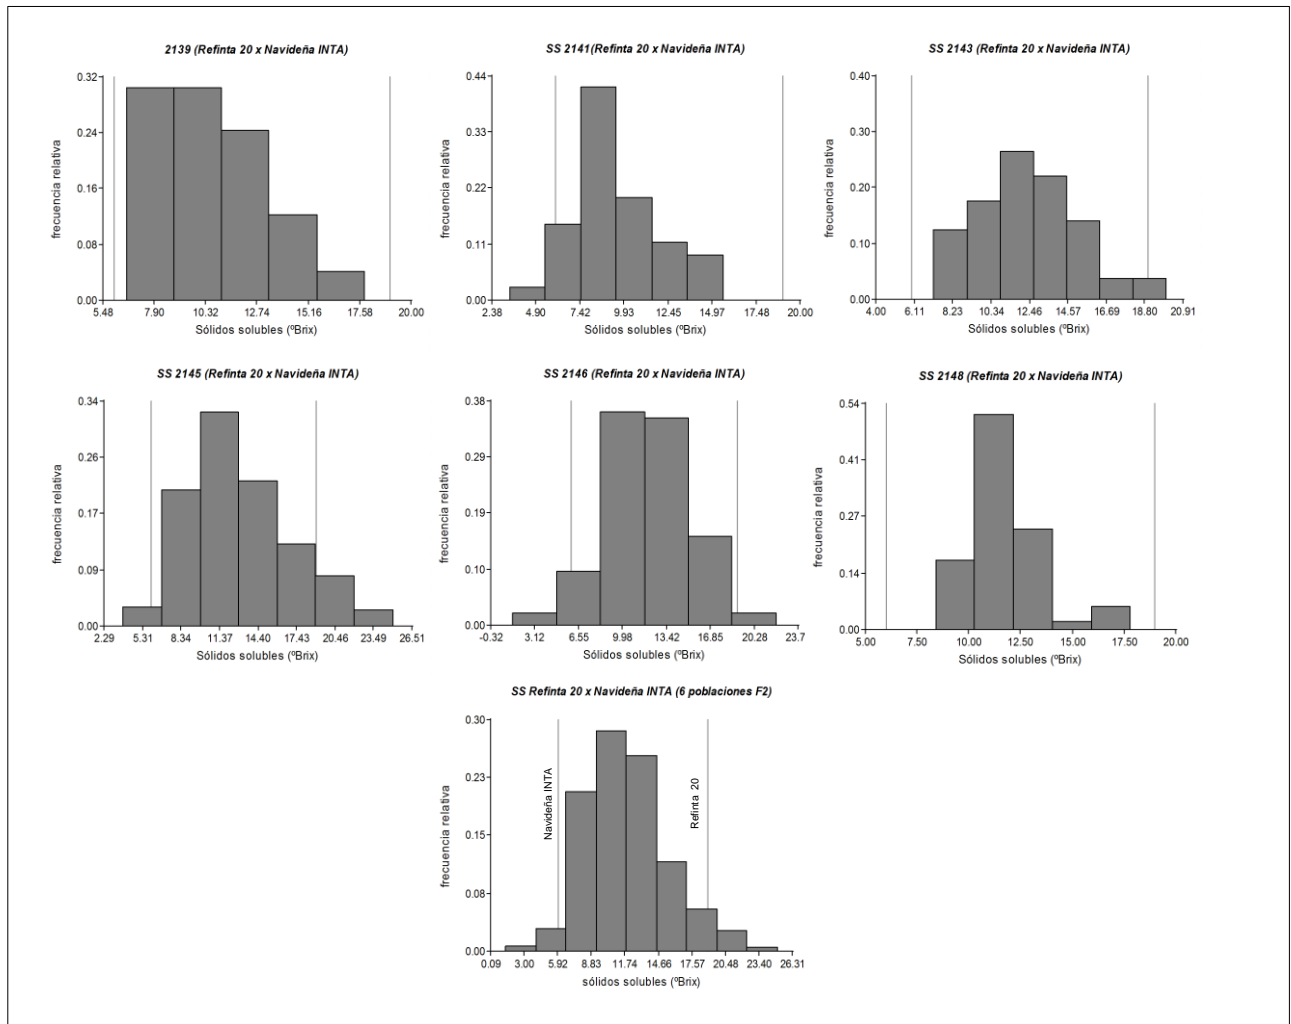 2139 (Refinta 20 x Navideña INTA)
0.32
0.24
0.16
0.08
0.00
frecuencia relativa
5.48 7.90 10.32 12.74 15.16 17.58 20.00
Sólidos solubles (ºBrix)
SS 2141(Refinta 20 x Navideña INTA)
0.44
0.33
0.22
0.11
0.00
frecuencia relativa
2.38 4.90 7.42 9.93 12.45 14.97 17.48 20.00
Sólidos solubles (ºBrix)
SS 2143 (Refinta 20 x Navideña INTA)
0.40
0.30
0.20
0.10
0.00
frecuencia relativa
4.00 6.11 8.23 10.34 12.46 14.57 16.69 18.80 20.91
Sólidos solubles (ºBrix)
SS 2145 (Refinta 20 x Navideña INTA)
0.34
0.26
0.17
0.09
0.00
frecuencia relativa
2.29 5.31 8.34 11.37 14.40 17.43 20.46 23.49 26.51
Sólidos solubles (ºBrix)
SS 2146 (Refinta 20 x Navideña INTA)
0.38
0.29
0.19
0.10
0.00
frecuencia relativa
-0.32 3.12 6.55 9.98 13.42 16.85 20.28 23.7
Sólidos solubles (ºBrix)
SS 2148 (Refinta 20 x Navideña INTA)
0.54
0.41
0.27
0.14
0.00
frecuencia relativa
5.00 7.50 10.00 12.50 15.00 17.50 20.00
Sólidos solubles (ºBrix)
SS Refinta 20 x Navideña INTA (6 poblaciones F2)
0.30
0.23
0.15
0.08
0.00
frecuencia relativa
Navideña INTA
Refinta 20
0.09 3.00 5.92 8.83 11.74 14.66 17.57 20.48 23.40 26.31
sólidos solubles (ºBrix)